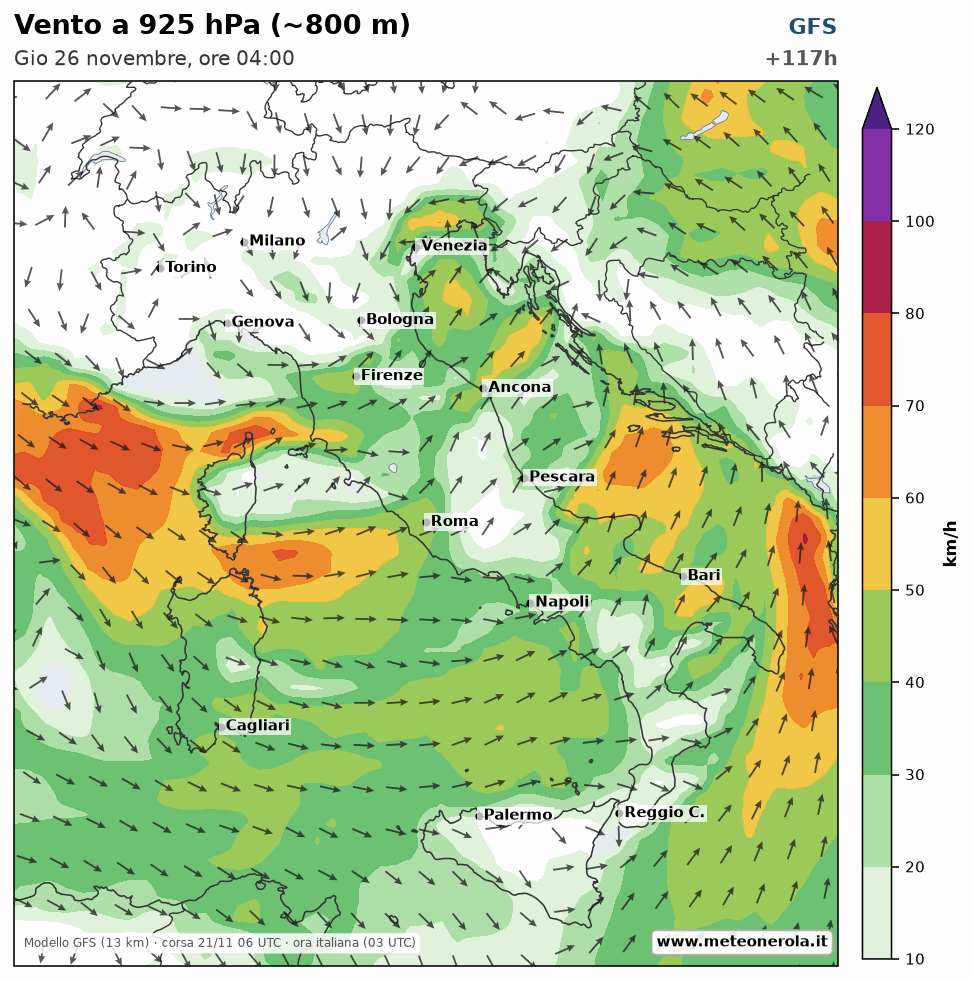 Vento a 925 hPa (~800 m)
GFS
Gio 26 novembre, ore 04:00
+117h
120
100
80
70
60
50
40
30
20
10
km/h
Venezia
Milano
Torino
Bologna
Genova
Firenze
Ancona
Pescara
Roma
Bari
Napoli
Cagliari
Reggio C.
Palermo
Modello GFS (13 km) · corsa 21/11 06 UTC · ora italiana (03 UTC)
www.meteonerola.it